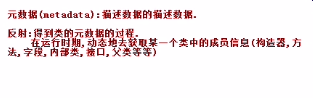 元数据(metadata):描述数据的描述数据.
反射:得到类的元数据的过程.
在运行时期,动态地去获取某一个类中的成员信息(构造器,方
法,字段,内部类,接口,父类等等)